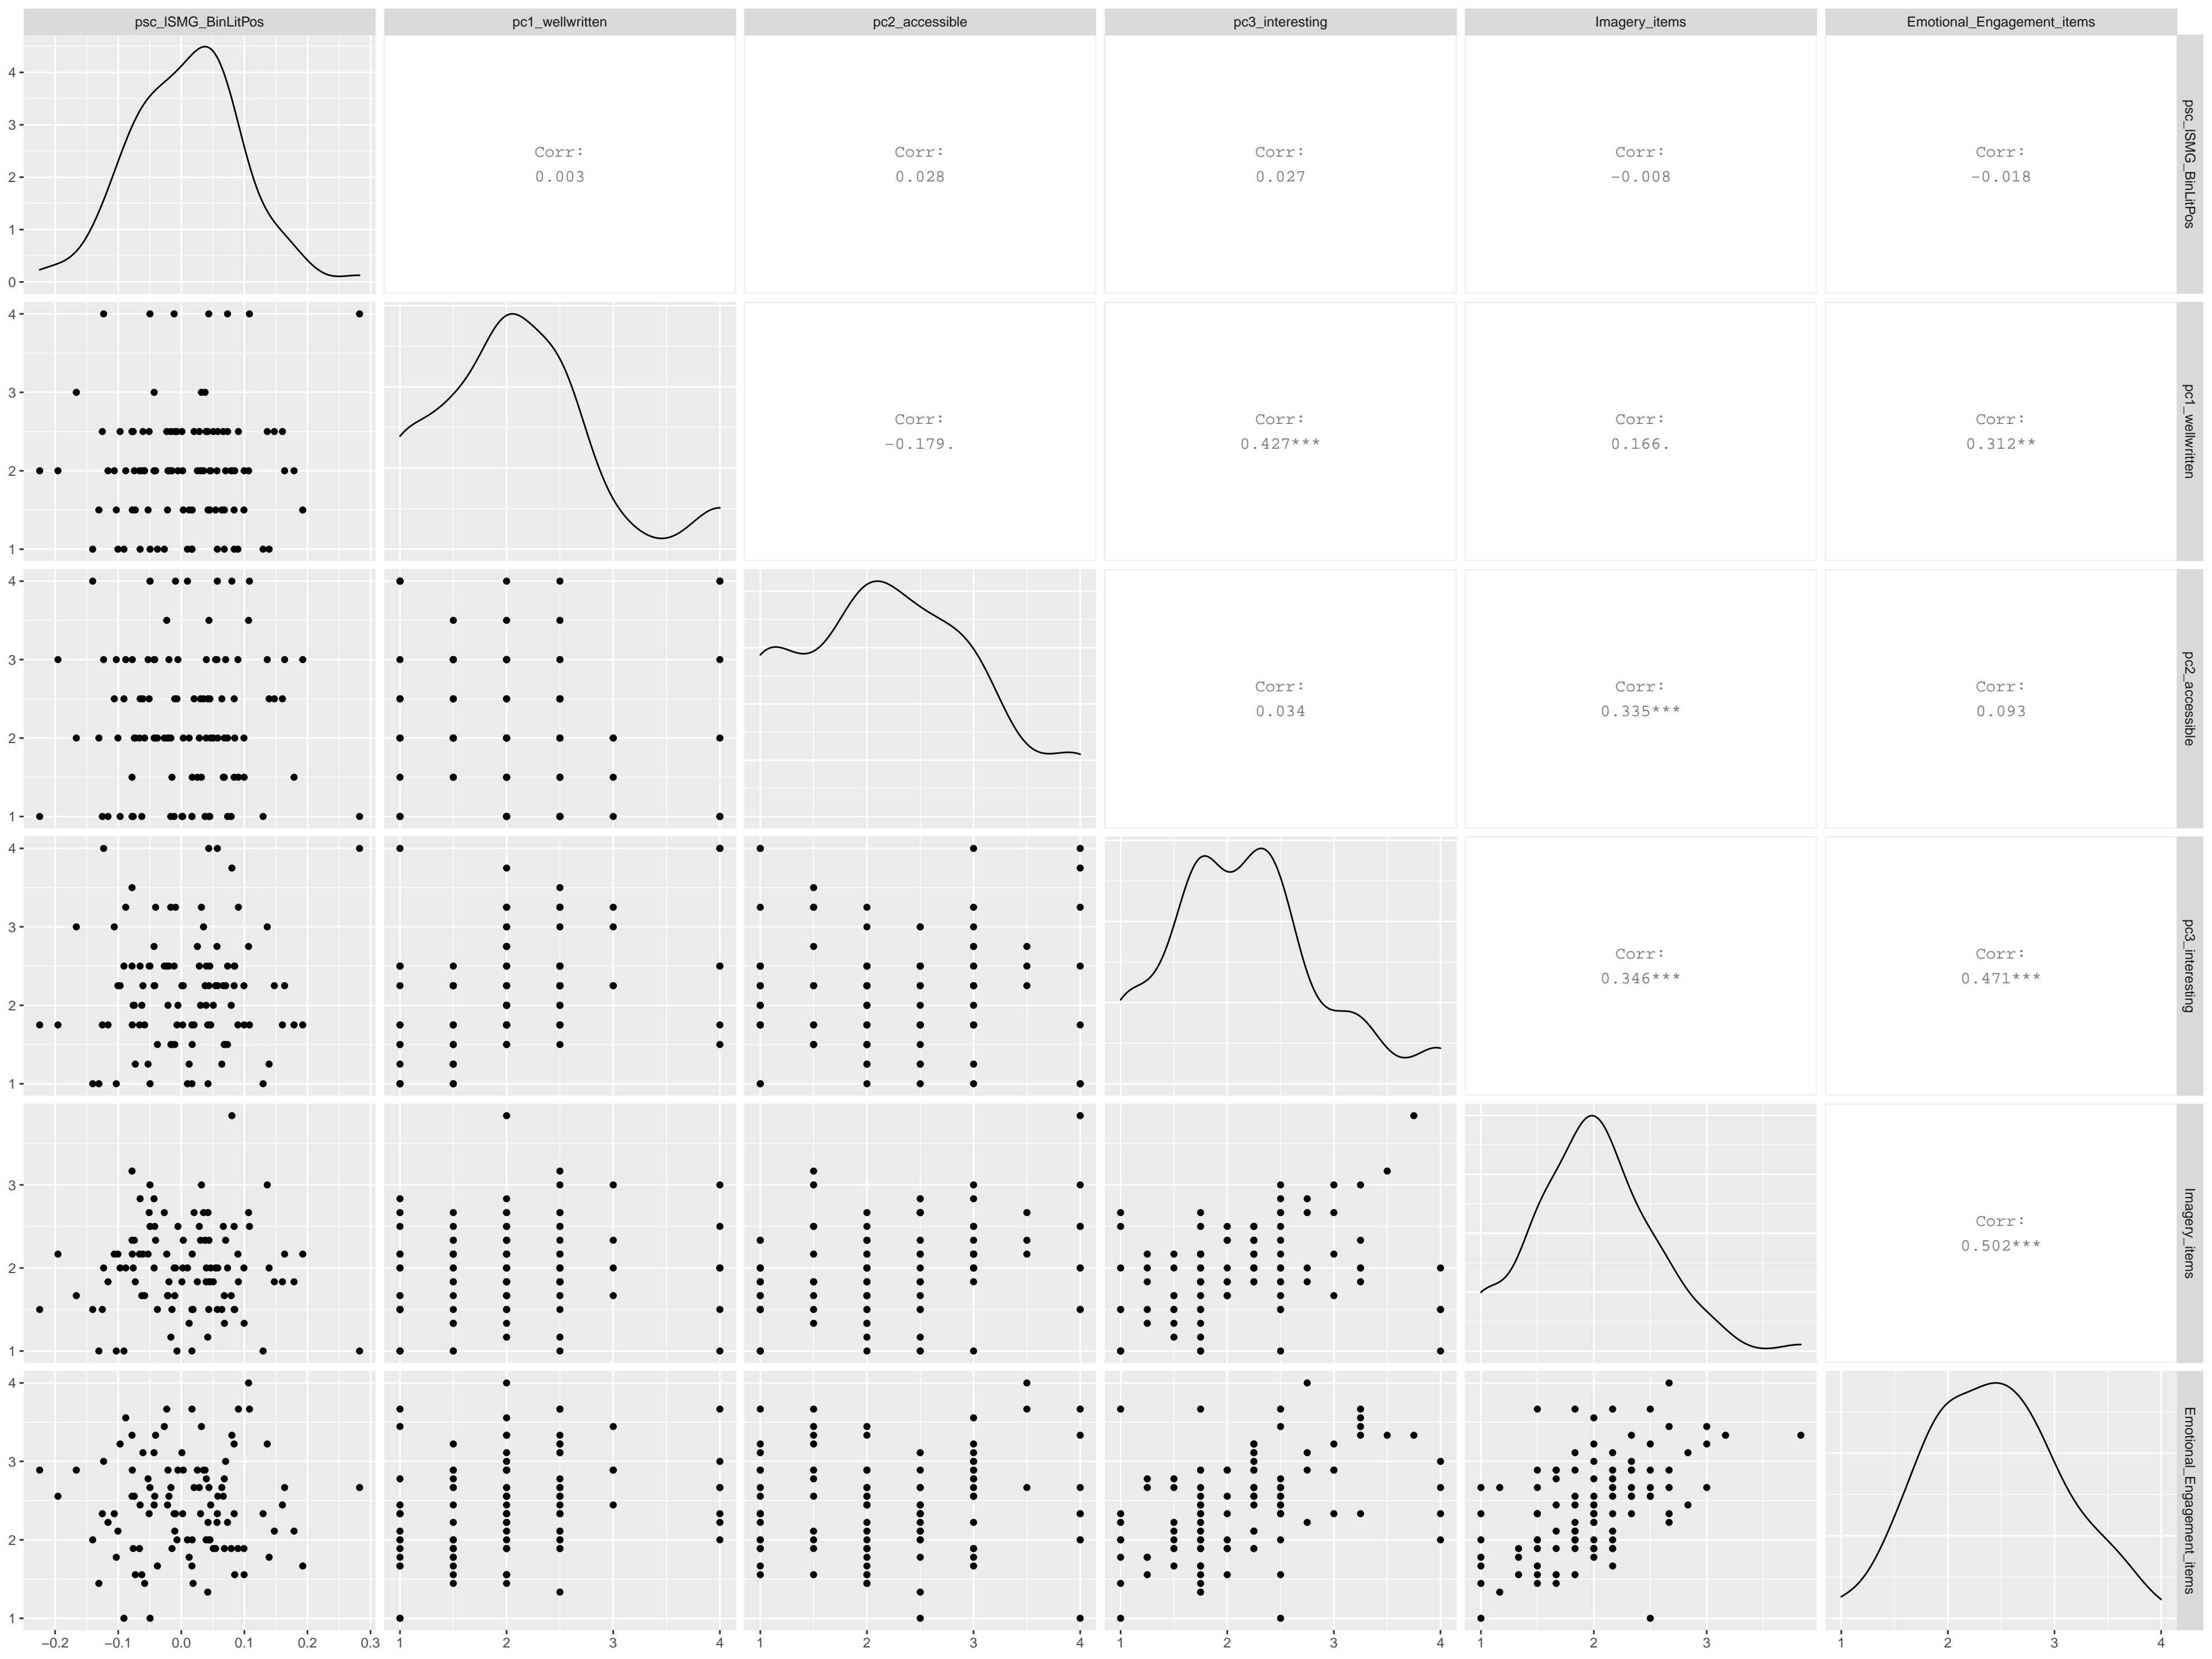 psc_lSMG_BinLitPos pc1_wellwritten pc2_accessible pc3_interesting Imagery_items Emotional_Engagement_items
4
3
2
1
0
Corr:
0.003
Corr:
0.028
Corr:
0.027
Corr:
-0.008
Corr:
-0.018
psc_lSMG_BinLitPos
4
3
2
1
Corr:
-0.179.
Corr:
0.427***
Corr:
0.166.
Corr:
0.312**
pc1_wellwritten
4
3
2
1
Corr:
0.034
Corr:
0.335***
Corr:
0.093
pc2_accessible
4
3
2
1
Corr:
0.346***
Corr:
0.471***
pc3_interesting
3
2
1
Corr:
0.502***
Imagery_items
4
3
2
1
Emotional_Engagement_items
−0.2 −0.1 0.0 0.1 0.2 0.3 1 2 3 4 1 2 3 4 1 2 3 4 1 2 3 1 2 3 4